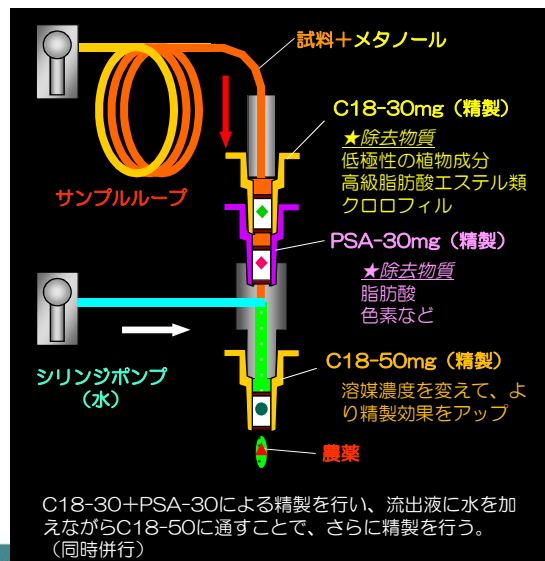 試料＋メタノール
C18-30mg（精製）
★除去物質
低極性の植物成分
高級脂肪酸エステル類
クロロフィル
サンプルループ
PSA-30mg（精製）
★除去物質
脂肪酸
色素など
シリンジポンプ
（水）
C18-50mg（精製）
溶媒濃度を変えて、よ
り精製効果をアップ
農薬
C18-30＋PSA-30による精製を行い、流出液に水を加
えながらC18-50に通すことで、さらに精製を行う。
（同時併行）